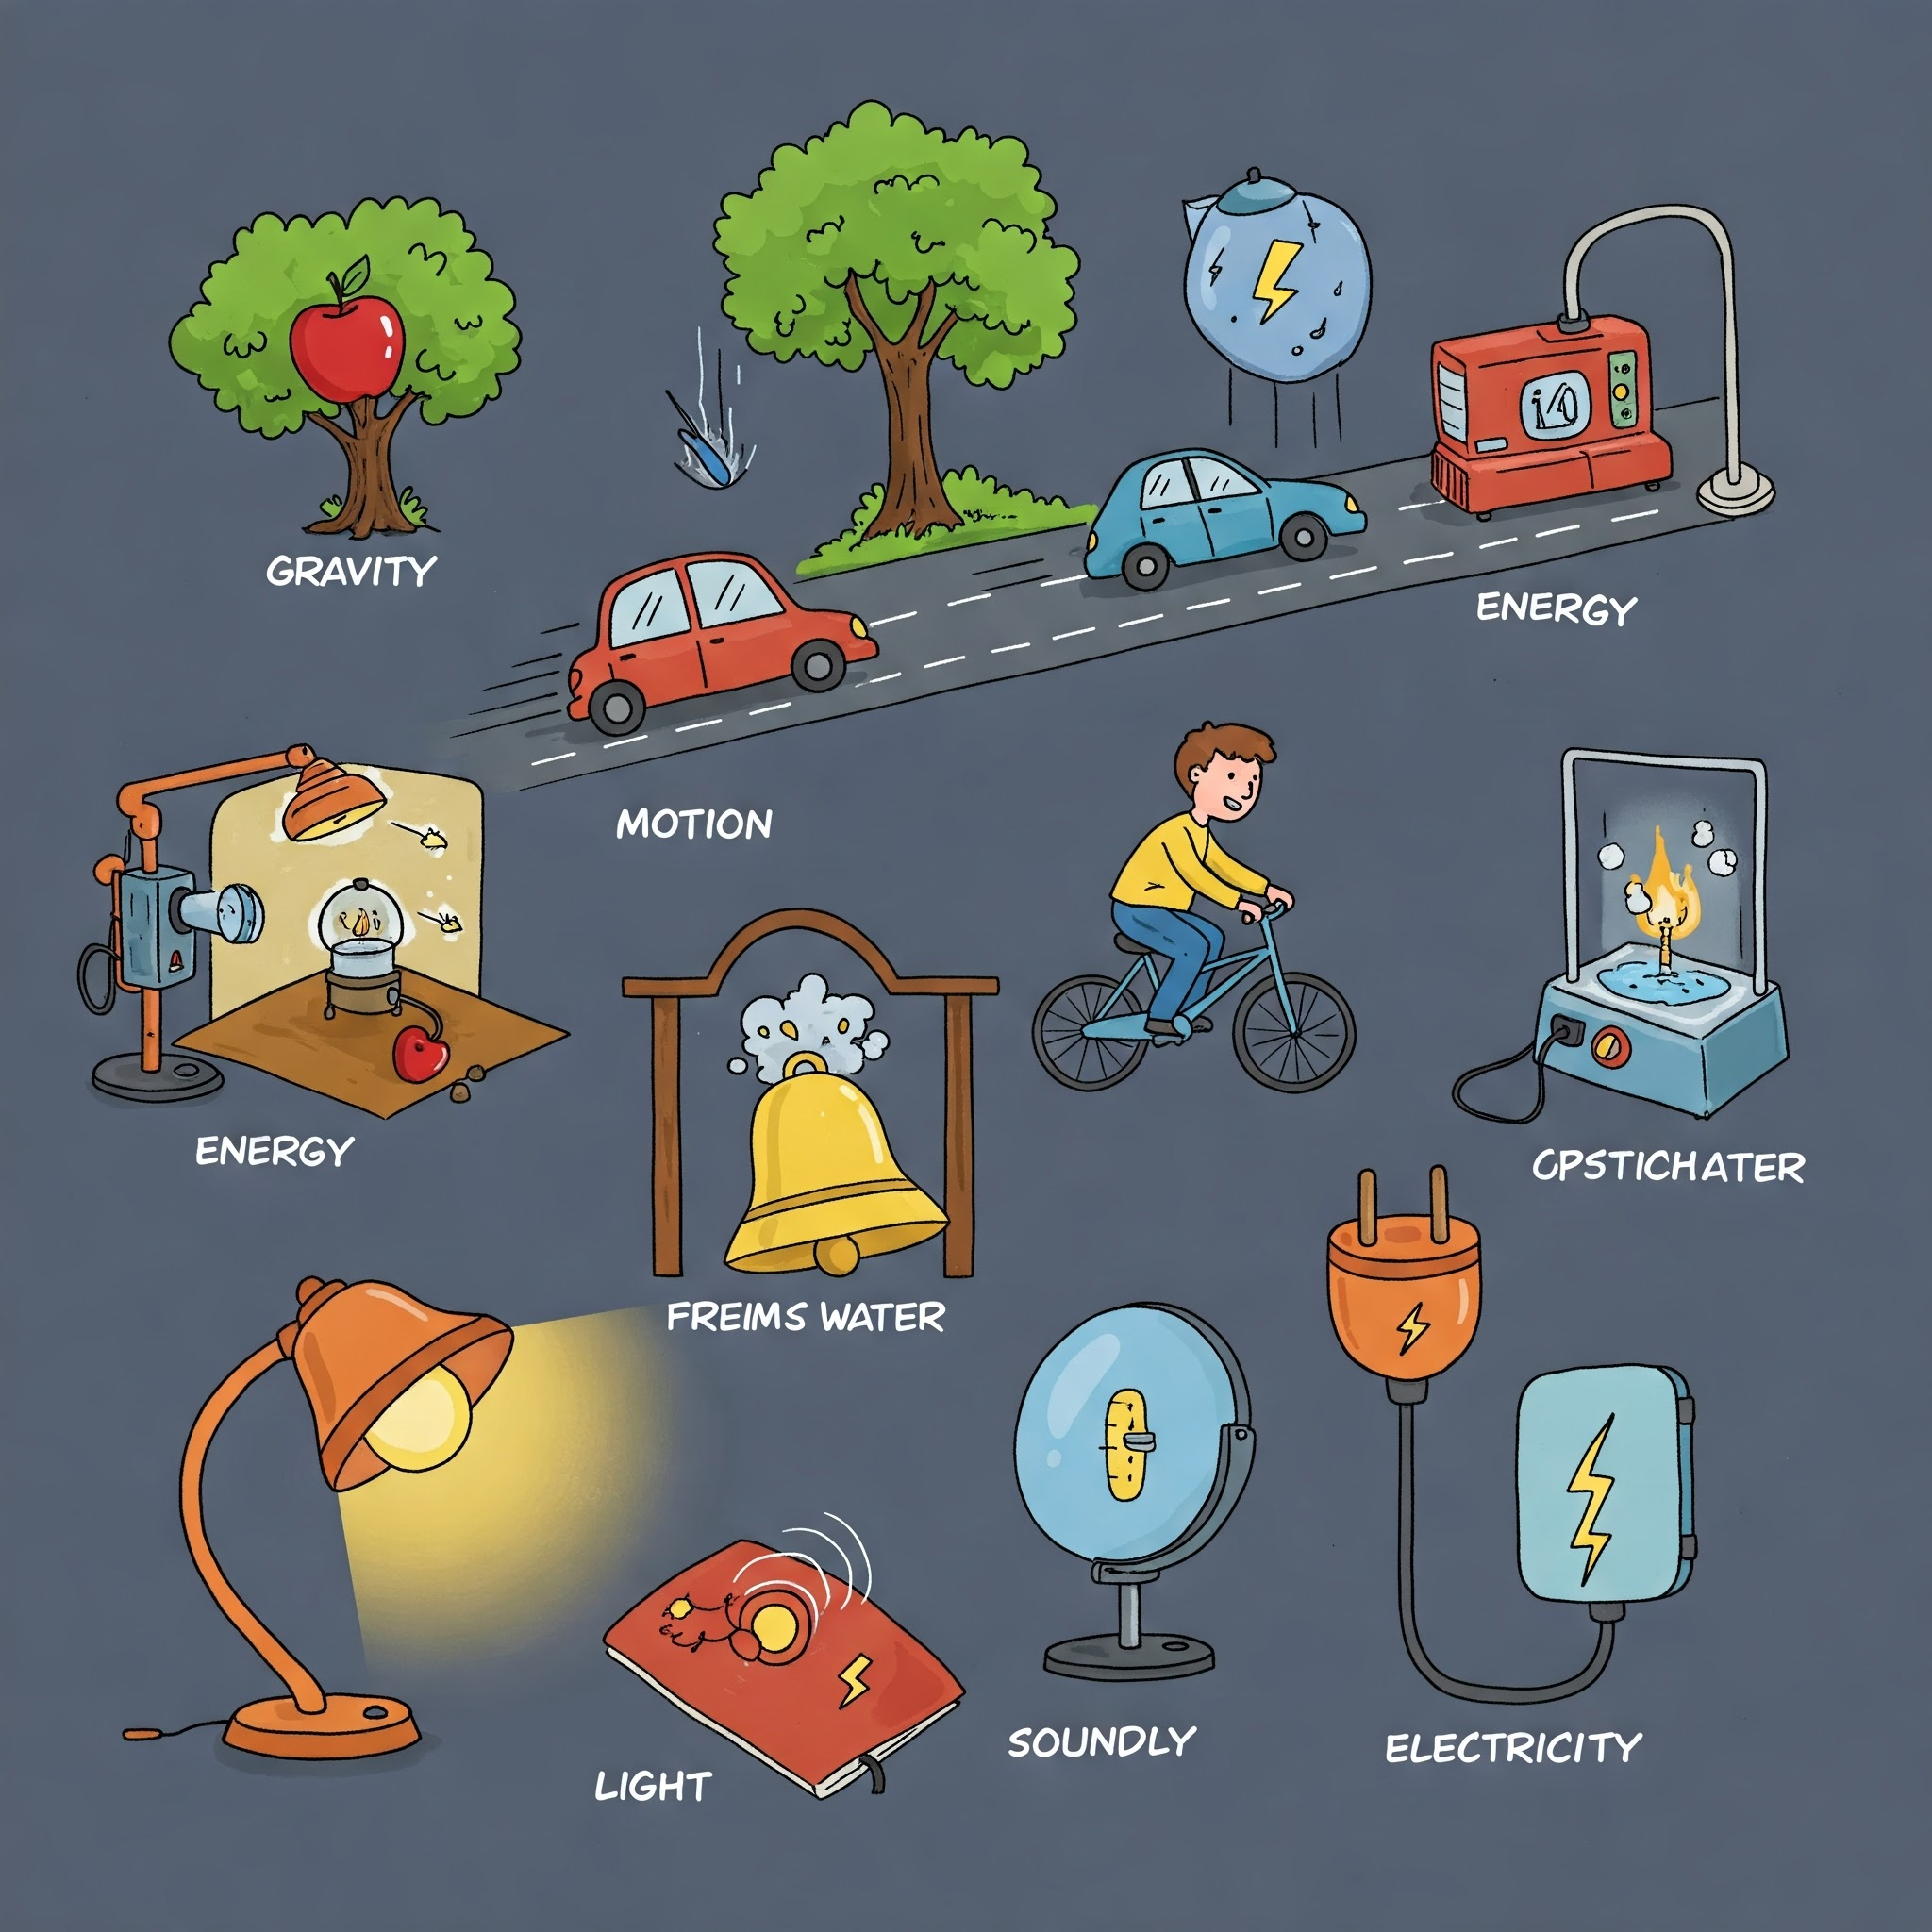 GRAVITY
ENERGY
MOTION
ENERGY
CPSTICHATER
FREIMS WATER
SOUNDLY
ELECTRICITY
LIGHT